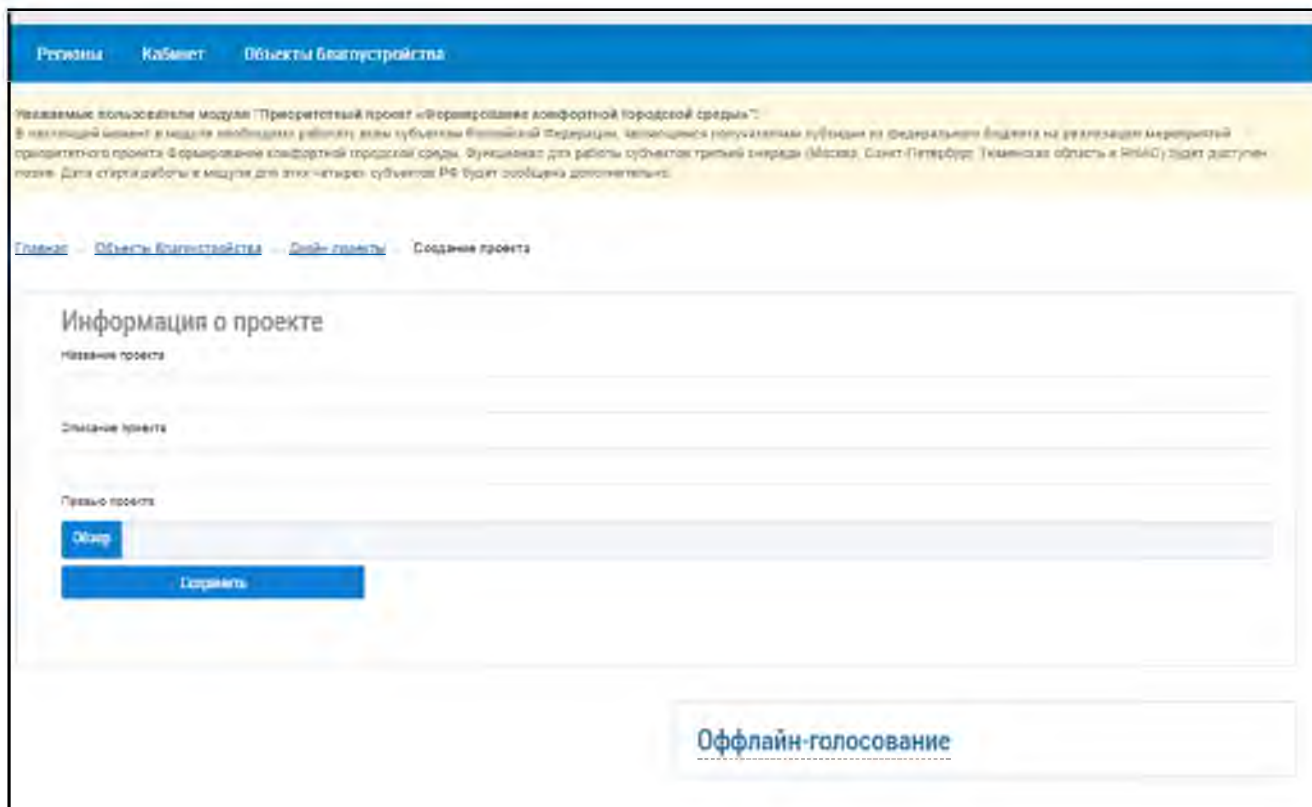 Регионы Кабинет Объекты благоустройства
Уважаемые пользователи модуля "Приоритетный проект «Формирование комфортной городской среды»":
В настоящий момент в модуле необходимо работать всем субъектам Российской Федерации, являющимся получателями субсидии из федерального бюджета на реализацию мероприятий
приоритетного проекта Формирование комфортной городской среды. Функционал для работы субъектов третьей очереди (Москва, Санкт-Петербург, Тюменская область и ЯНАО) будет доступен
позже. Дата старта работы в модуле для этих четырех субъектов РФ будет сообщена дополнительно.
Главная Объекты благоустройства Дизайн проекты Создание проекта
Информация о проекте
Название проекта
Описание проекта
Превью проекта
Обзор
Сохранить
Оффлайн-голосование